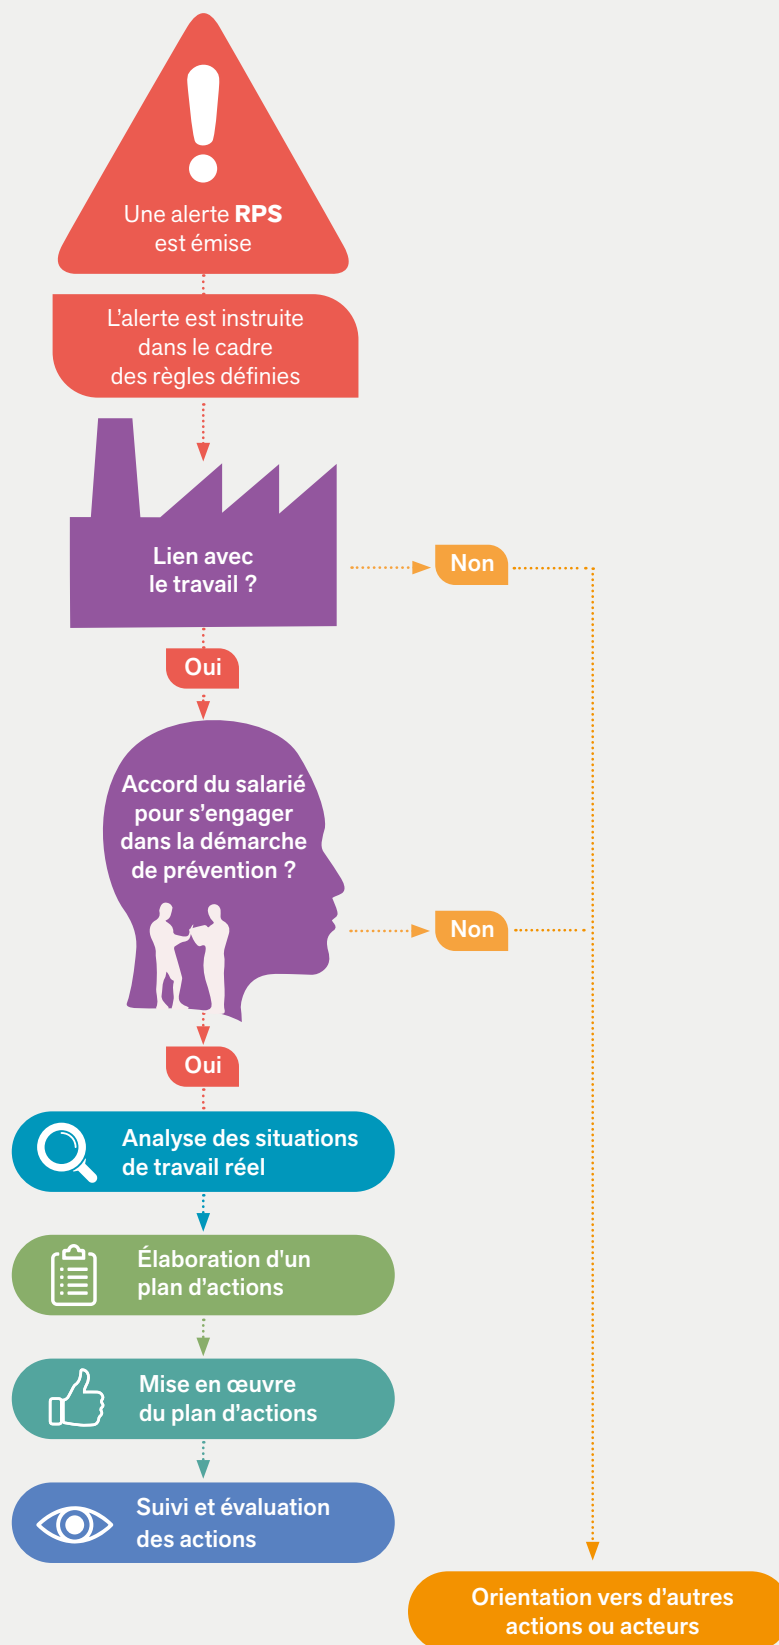 Une alerte RPS
est émise
L'alerte est instruite
dans le cadre
des règles définies
Lien avec
le travail ?
Non
Oui
Accord du salarié
pour s'engager
dans la démarche
de prévention ?
Non
Oui
Analyse des situations
de travail réel
Élaboration d'un
plan d'actions
Mise en œuvre
du plan d'actions
Suivi et évaluation
des actions
Orientation vers d'autres
actions ou acteurs